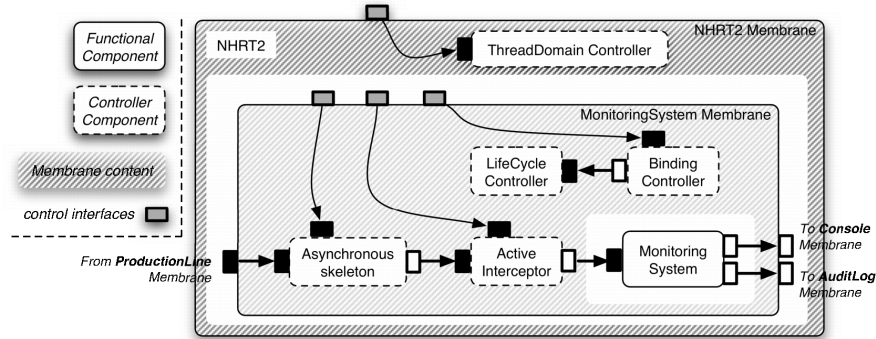 Functional
Component
Controller
Component
Membrane content
control interfaces
NHRT2
NHRT2 Membrane
ThreadDomain Controller
MonitoringSystem Membrane
LifeCycle
Controller
Binding
Controller
From ProductionLine
Membrane
Asynchronous
skeleton
Active
Interceptor
Monitoring
System
To Console
Membrane
To AuditLog
Membrane